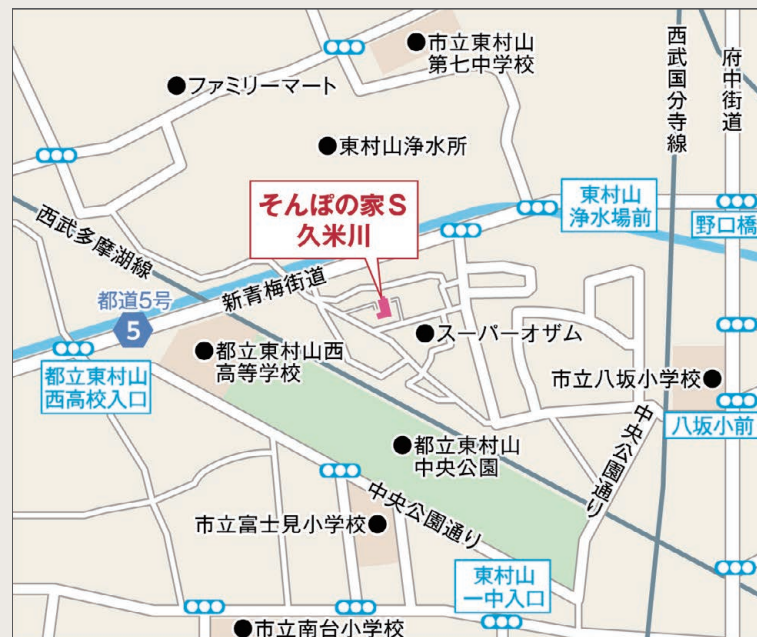 市立東村山
第七中学校
ファミリーマート
西武国分寺線
府中街道
東村山浄水所
そんぽの家S
久米川
東村山
浄水場前
野口橋
西武多摩湖線
新青梅街道
都道5号
5
スーパーオザム
都立東村山西
高等学校
都立東村山
西高校入口
市立八坂小学校
八坂小前
中央公園通り
都立東村山
中央公園
中央公園通り
市立富士見小学校
東村山
一中入口
市立南台小学校